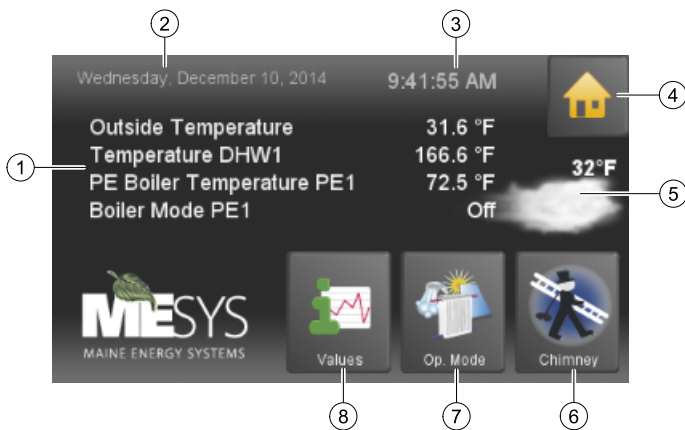 2 3
Wednesday, December 10, 2014 9:41:55 AM
4
Outside Temperature 31.6 °F
Temperature DHW1 166.6 °F
1 PE Boiler Temperature PE1 72.5 °F 32°F
5
Boiler Mode PE1 Off
MESYS
MAINE ENERGY SYSTEMS
Values Op. Mode Chimney
8 7 6